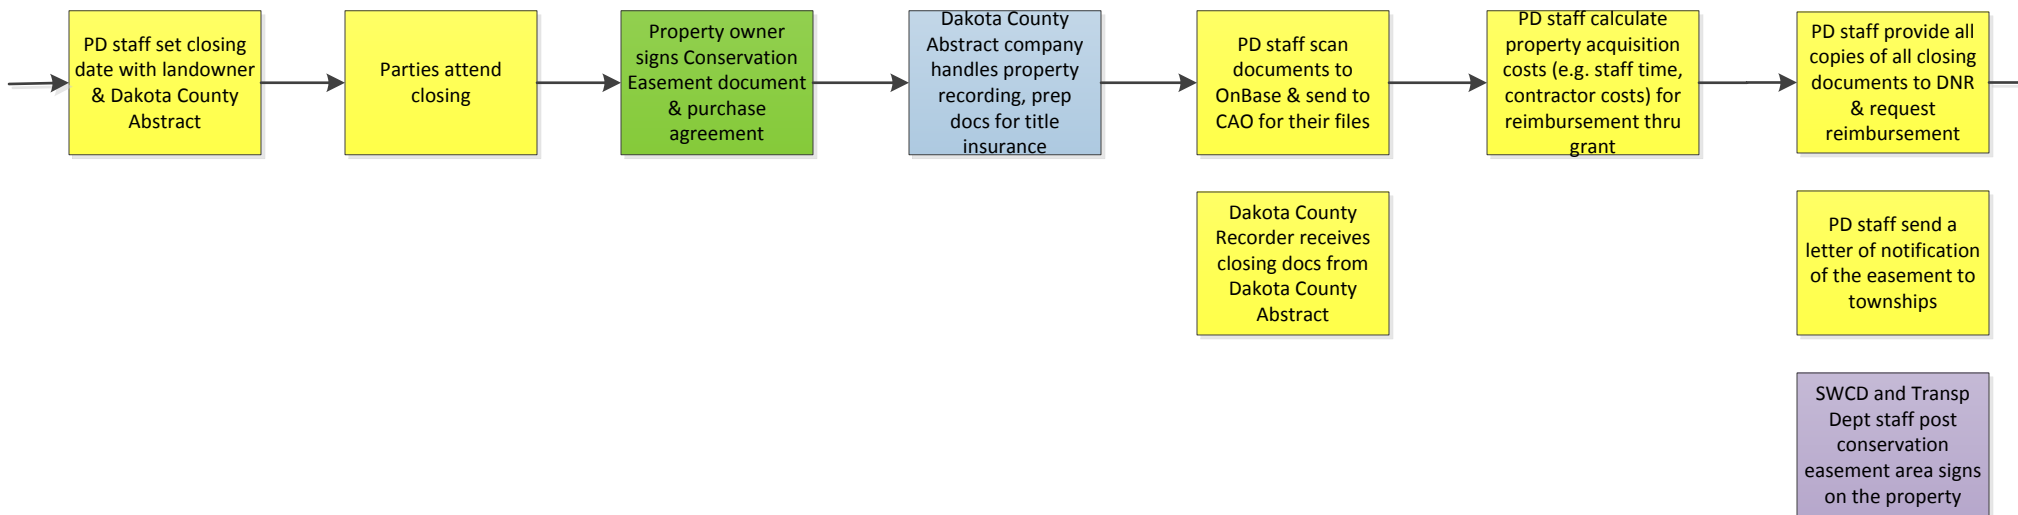 PD staff set closing
date with landowner
& Dakota County
Abstract
Parties attend
closing
Property owner
signs Conservation
Easement document
& purchase
agreement
Dakota County
Abstract company
handles property
recording, prep
docs for title
insurance
PD staff scan
documents to
OnBase & send to
CAO for their files
PD staff calculate
property acquisition
costs (e.g. staff time,
contractor costs) for
reimbursement thru
grant
PD staff provide all
copies of all closing
documents to DNR
& request
reimbursement
Dakota County
Recorder receives
closing docs from
Dakota County
Abstract
PD staff send a
letter of notification
of the easement to
townships
SWCD and Transp
Dept staff post
conservation
easement area signs
on the property